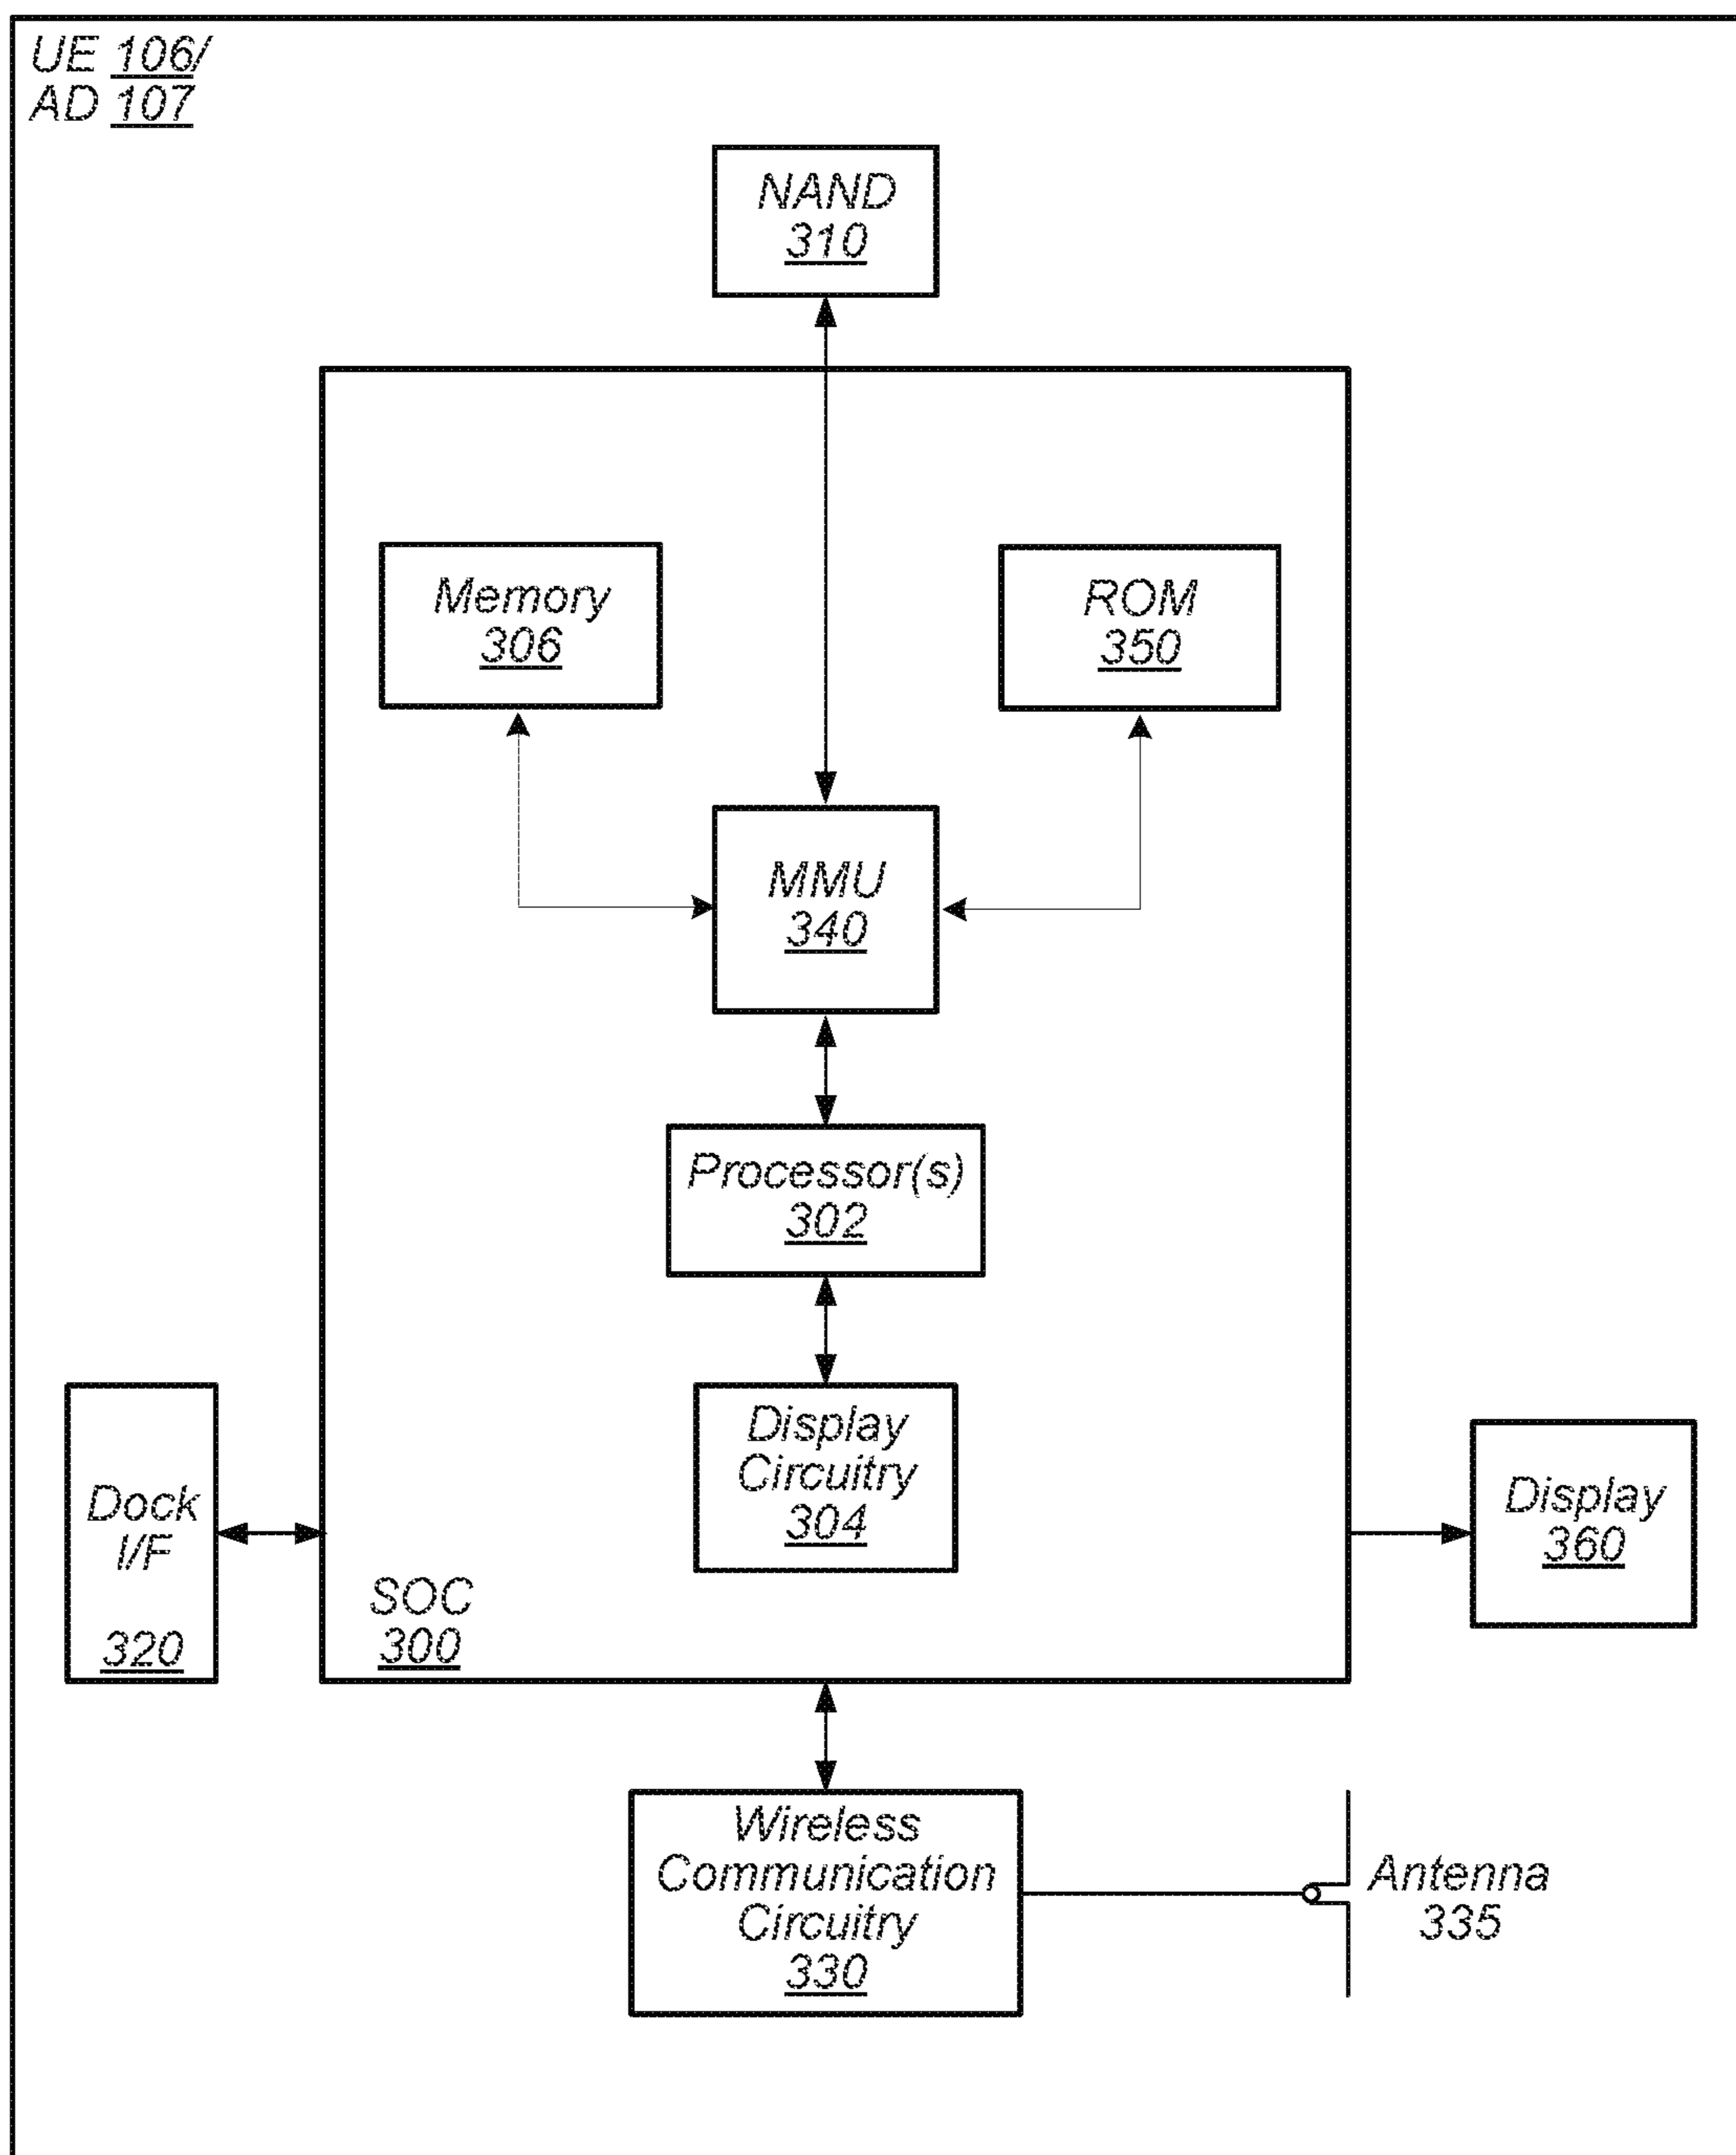 UE 106/
AD 107
NAND
310
Memory
306
ROM
350
MMU
340
Processor(s)
302
Display
Circuitry
304
Dock
I/F
320
SOC
300
Display
360
Wireless
Communication
Circuitry
330
Antenna
335